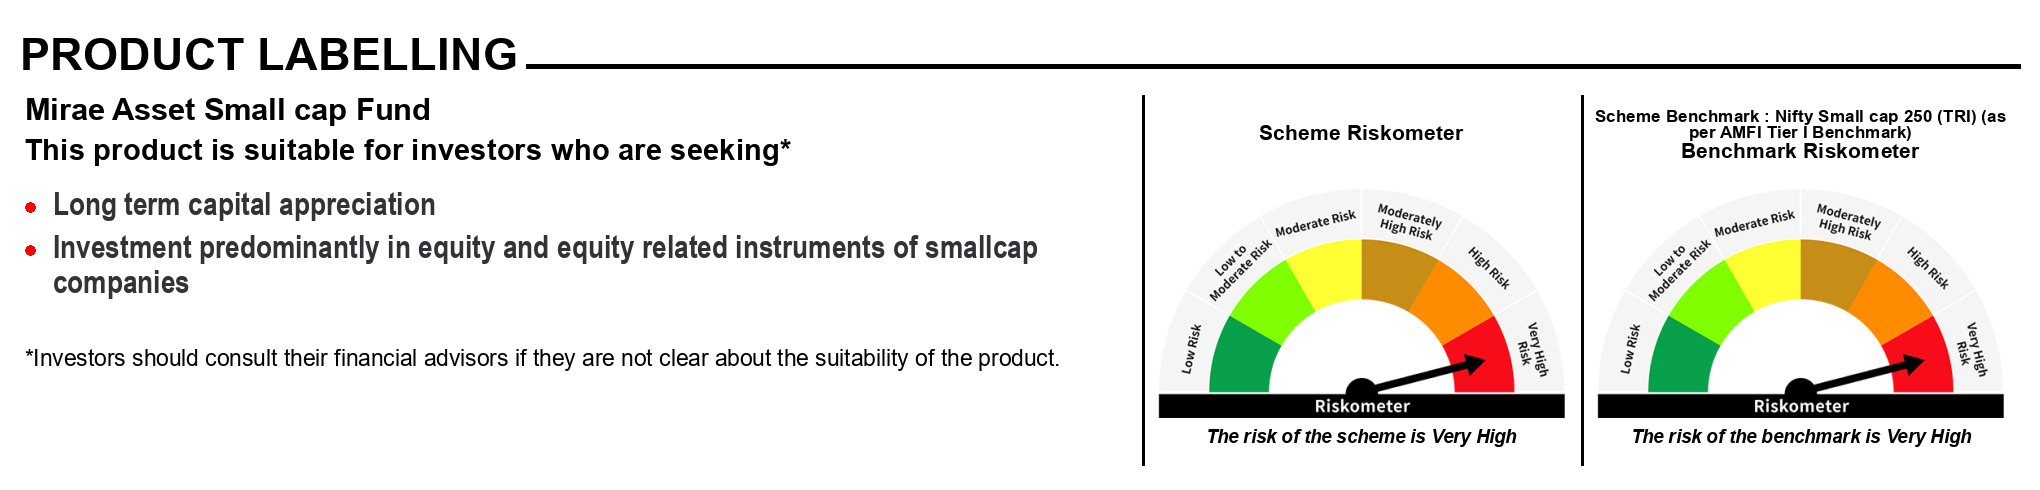 PRODUCT LABELLING
Mirae Asset Small cap Fund
This product is suitable for investors who are seeking*
Long term capital appreciation
Investment predominantly in equity and equity related instruments of smallcap
companies
*Investors should consult their financial advisors if they are not clear about the suitability of the product.
Scheme Riskometer
Low Risk
Low to
Moderate Risk
Moderate Risk
Moderately
High Risk
High Risk
Very High
Risk
Riskometer
The risk of the scheme is Very High
Scheme Benchmark : Nifty Small cap 250 (TRI) (as
per AMFI Tier I Benchmark)
Benchmark Riskometer
Low Risk
Low to
Moderate Risk
Moderate Risk
Moderately
High Risk
High Risk
Very High
Risk
Riskometer
The risk of the benchmark is Very High